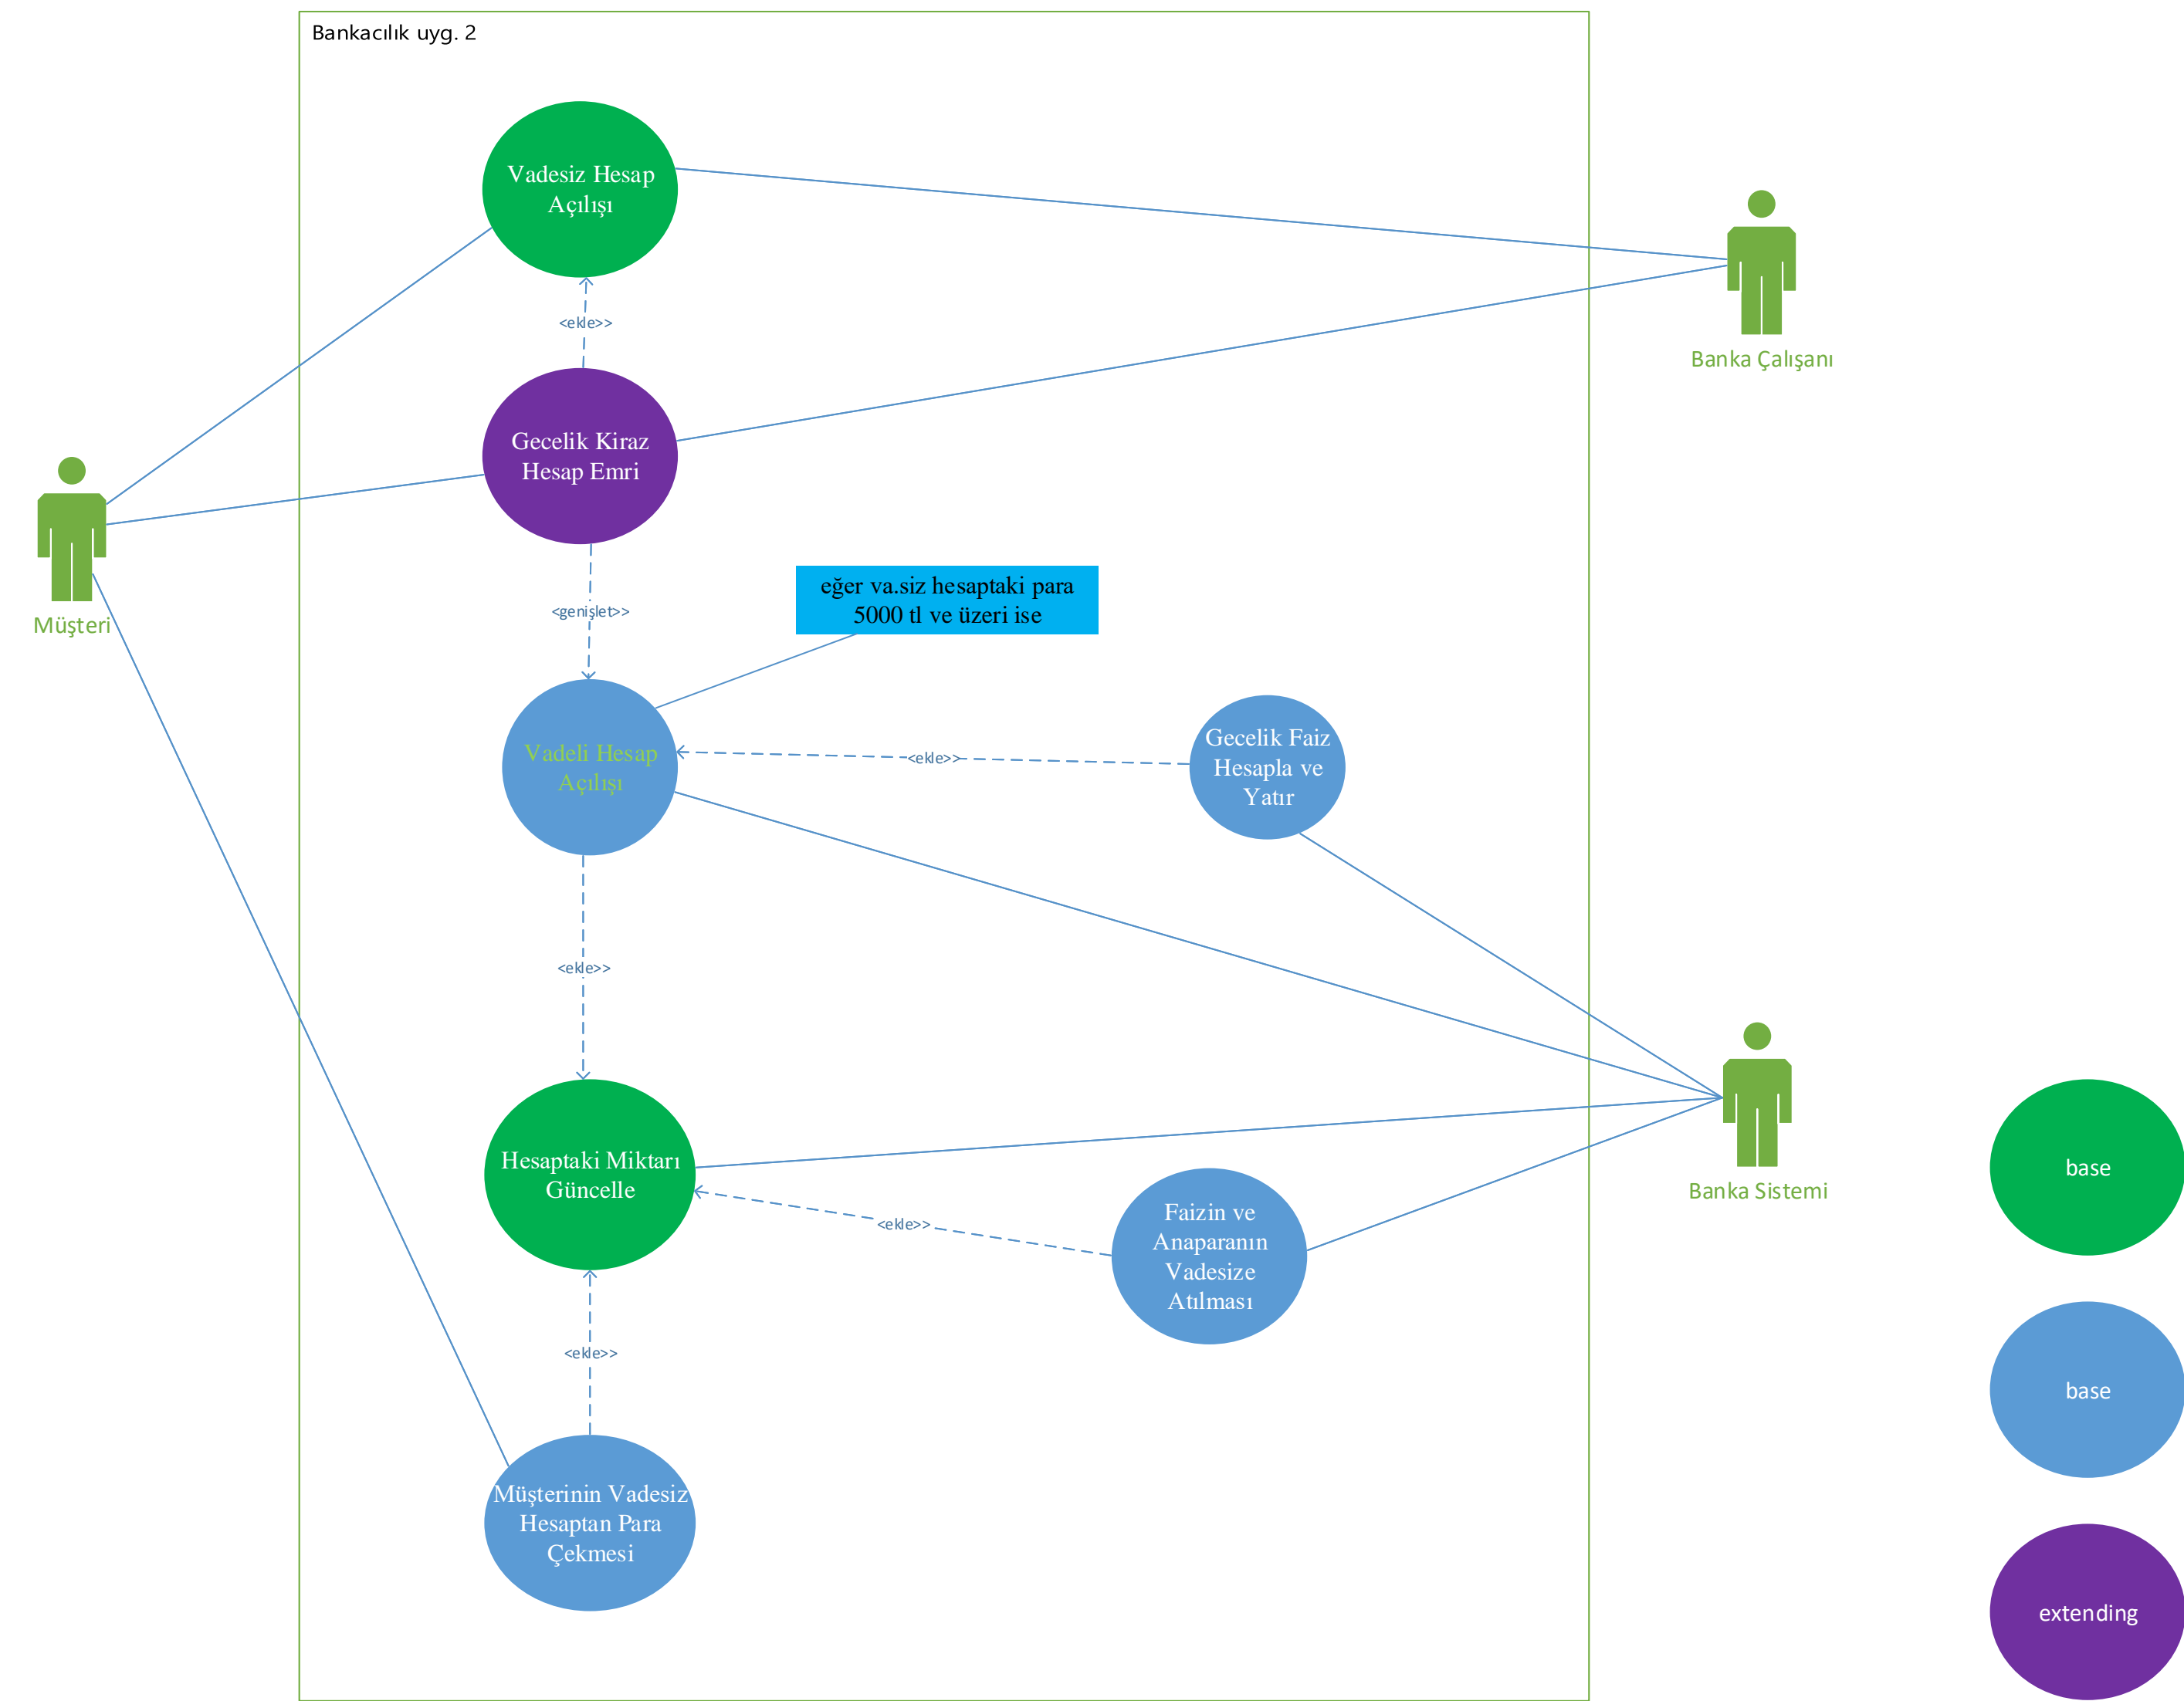 Bankacılık uyg. 2
Vadesiz Hesap
Açılışı
<ekle>>
Banka Çalışanı
Gecelik Kiraz
Hesap Emri
Müşteri
<genişlet>>
eğer va.siz hesaptaki para
5000 tl ve üzeri ise
Vadeli Hesap
Açılışı
<ekle>>
Gecelik Faiz
Hesapla ve
Yatır
<ekle>>
Hesaptaki Miktarı
Güncelle
Banka Sistemi
base
<ekle>>
Faizin ve
Anaparanın
Vadesize
Atılması
<ekle>>
base
Müşterinin Vadesiz
Hesaptan Para
Çekmesi
extending